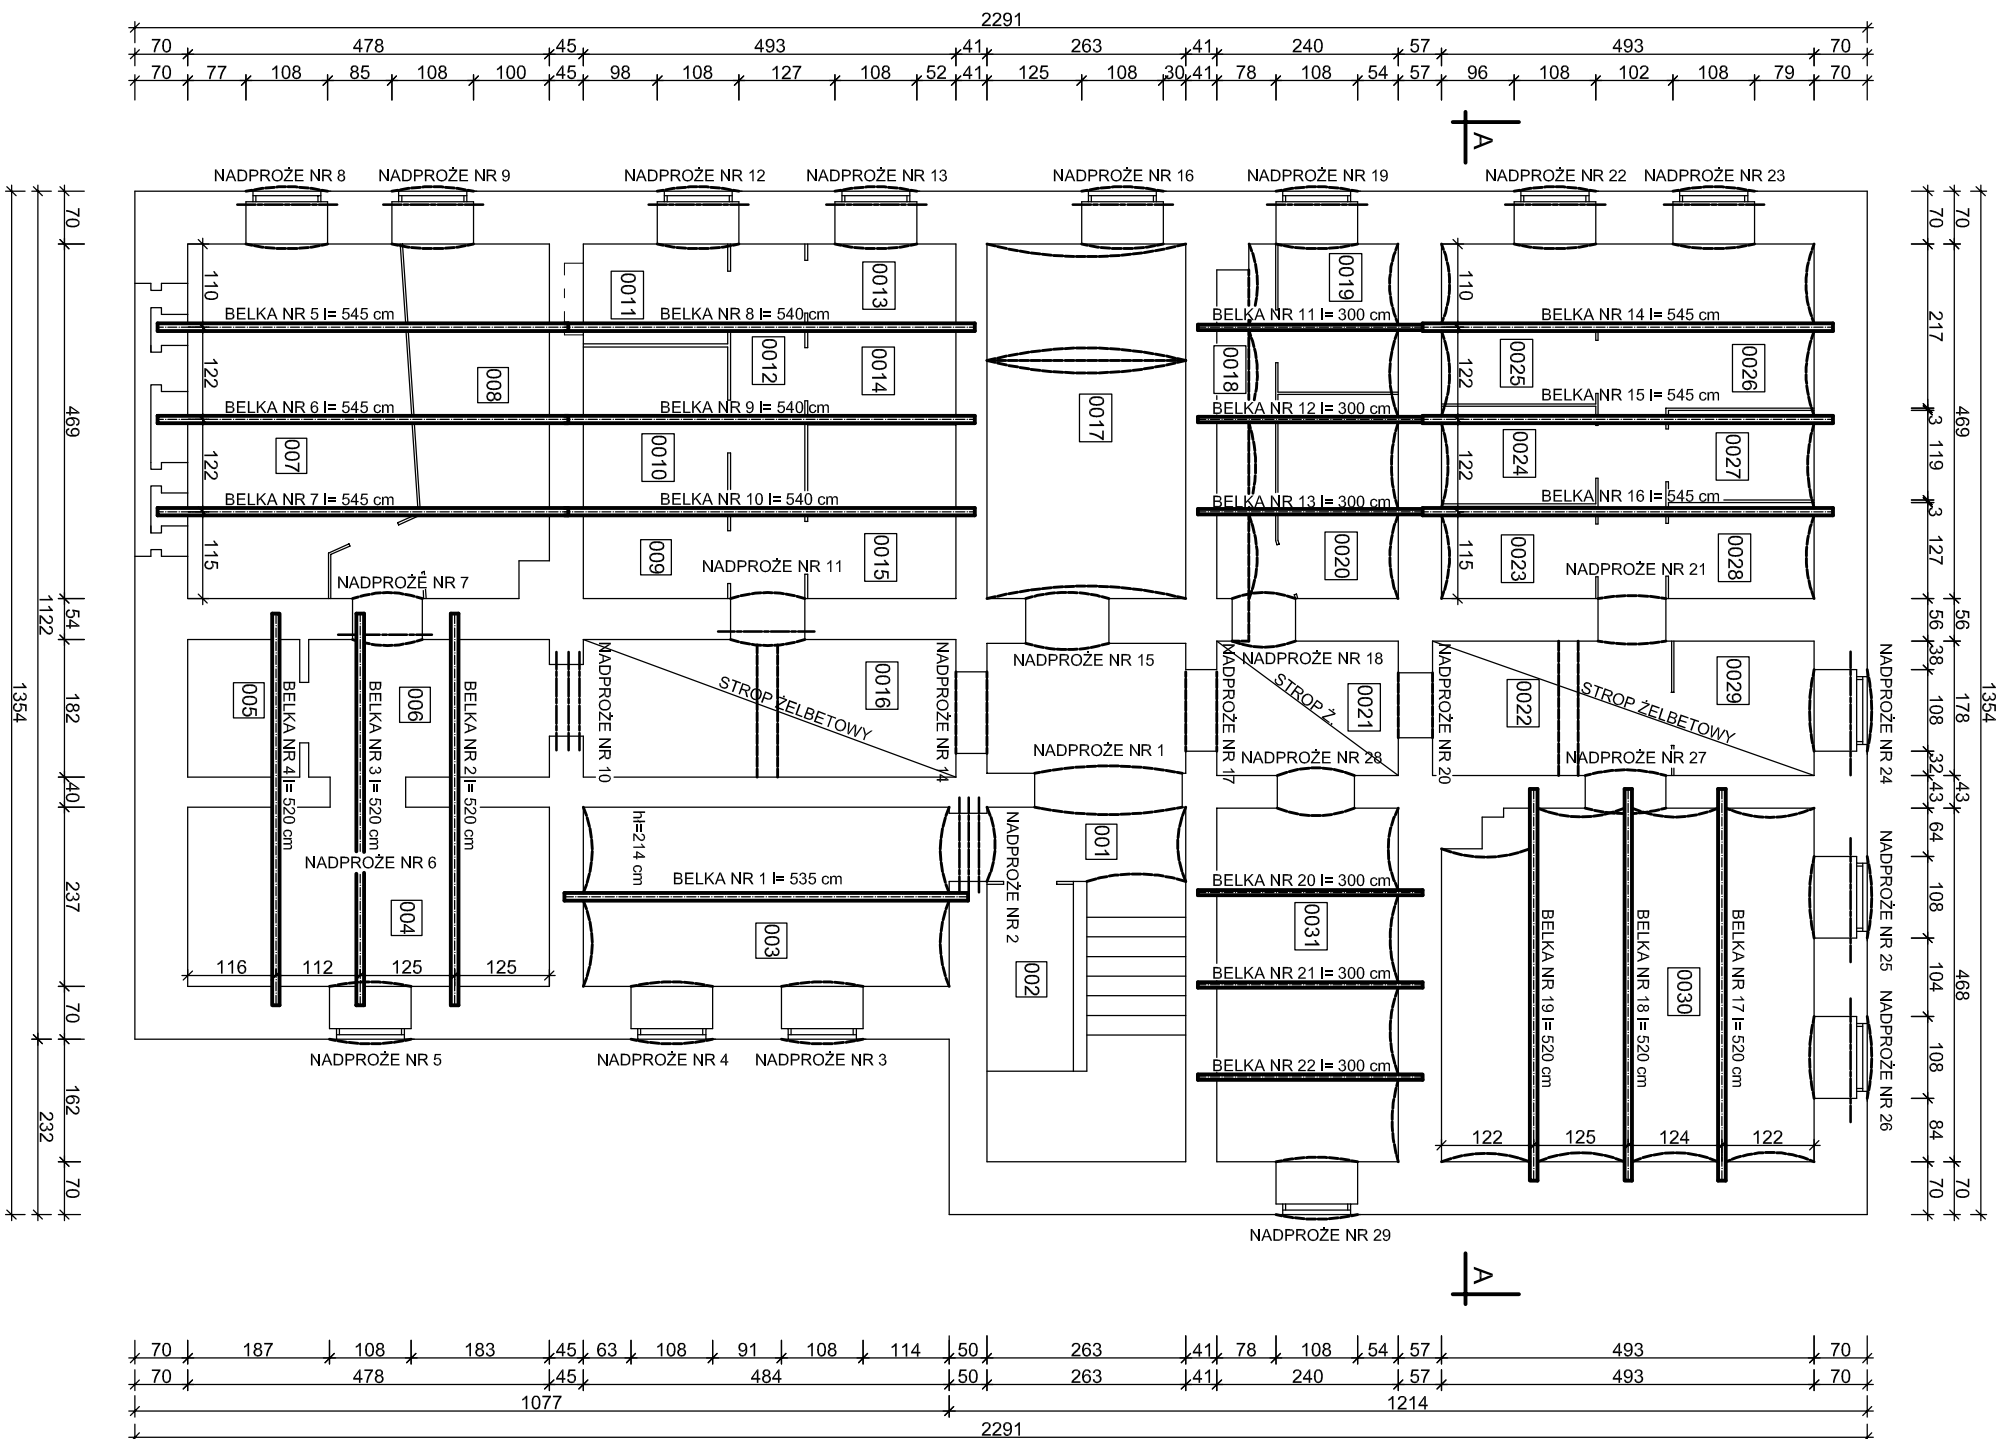 2291
70 478 45 493 41 263 41 240 57 493 70
70 77 108 85 108 100 45 98 108 127 108 52 41 125 108 30 41 78 108 54 57 96 108 102 108 79 70
A
NADPROŻE NR 8 NADPROŻE NR 9 NADPROŻE NR 12 NADPROŻE NR 13 NADPROŻE NR 16 NADPROŻE NR 19 NADPROŻE NR 22 NADPROŻE NR 23
1354
1122 232
70 469 54 182 40 237 70 162 70
110 122 122 115
0011 0013 0019
BELKA NR 5 l= 545 cm BELKA NR 8 l= 540 cm BELKA NR 11 l= 300 cm BELKA NR 14 l= 545 cm
008 0012 0014 0018 0025 0026
BELKA NR 6 l= 545 cm BELKA NR 9 l= 540 cm BELKA NR 12 l= 300 cm BELKA NR 15 l= 545 cm
007 0010 0017 0024 0027
BELKA NR 7 l= 545 cm BELKA NR 10 l= 540 cm BELKA NR 13 l= 300 cm BELKA NR 16 l= 545 cm
009 0015 0020 0023 0028
110 122 122 115
NADPROŻE NR 7 NADPROŻE NR 11 NADPROŻE NR 21
NADPROŻE NR 15 NADPROŻE NR 18
005 006 0016 0021 0022 0029
BELKA NR 4 l= 520 cm
BELKA NR 3 l= 520 cm
BELKA NR 2 l= 520 cm
NADPROŻE NR 10
STROP ŻELBETOWY
NADPROŻE NR 14
NADPROŻE NR 17
STROP Ż.
NADPROŻE NR 20
STROP ŻELBETOWY
NADPROŻE NR 24
NADPROŻE NR 1 NADPROŻE NR 28 NADPROŻE NR 27
NADPROŻE NR 6
hł=214 cm
BELKA NR 1 l= 535 cm
NADPROŻE NR 2
001
BELKA NR 20 l= 300 cm
004 003 002 0031 0030
BELKA NR 21 l= 300 cm
BELKA NR 22 l= 300 cm
BELKA NR 19 l= 520 cm
BELKA NR 18 l= 520 cm
BELKA NR 17 l= 520 cm
NADPROŻE NR 25
NADPROŻE NR 26
116 112 125 125
122 125 124 122
NADPROŻE NR 5 NADPROŻE NR 4 NADPROŻE NR 3
NADPROŻE NR 29
70 217 3 119 3 127 56 38 108 32 43 64 108 104 108 84 70
70 469 56 178 43 468 70
1354
A
70 187 108 183 45 63 108 91 108 114 50 263 41 78 108 54 57 493 70
70 478 45 484 50 263 41 240 57 493 70
1077 1214
2291